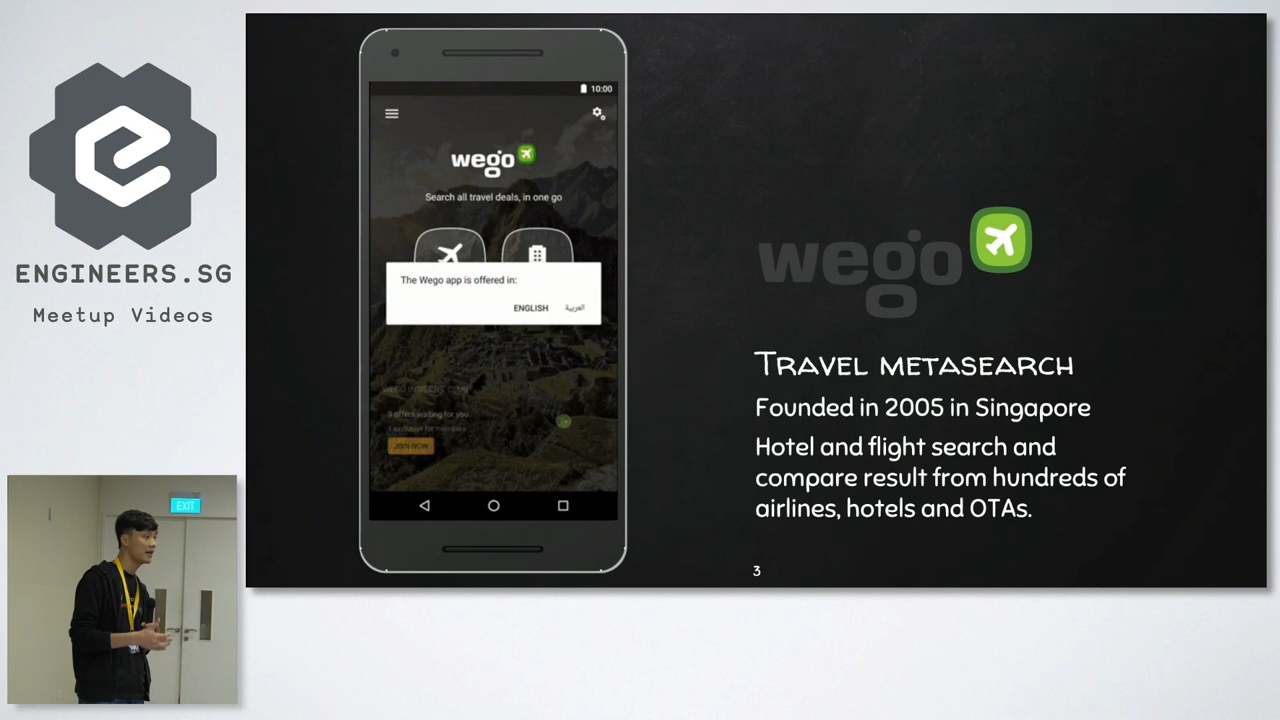 ENGINEERS.SG
Meetup Videos
EXIT
10:00
wego
Search all travel deals, in one go
The Wego app is offered in:
ENGLISH العربية
9 offers waiting for you
1 exclusive for members
JOIN NOW
wego
TRAVEL METASEARCH
Founded in 2005 in Singapore
Hotel and flight search and
compare result from hundreds of
airlines, hotels and OTAs.
3